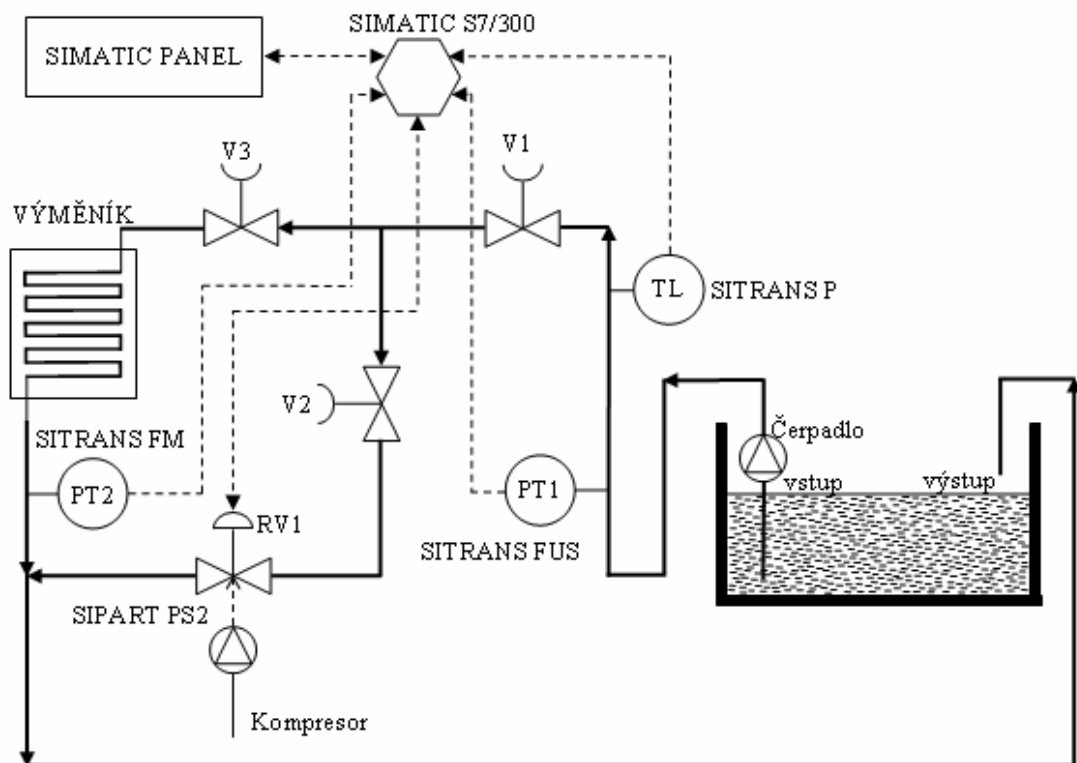 SIMATIC S7/300
SIMATIC PANEL
V3
V1
VÝMĚNÍK
TL
SITRANS P
V2
SITRANS FM
Čerpadlo
vstup
výstup
PT2
PT1
RV1
SITRANS FUS
SIPART PS2
Kompresor